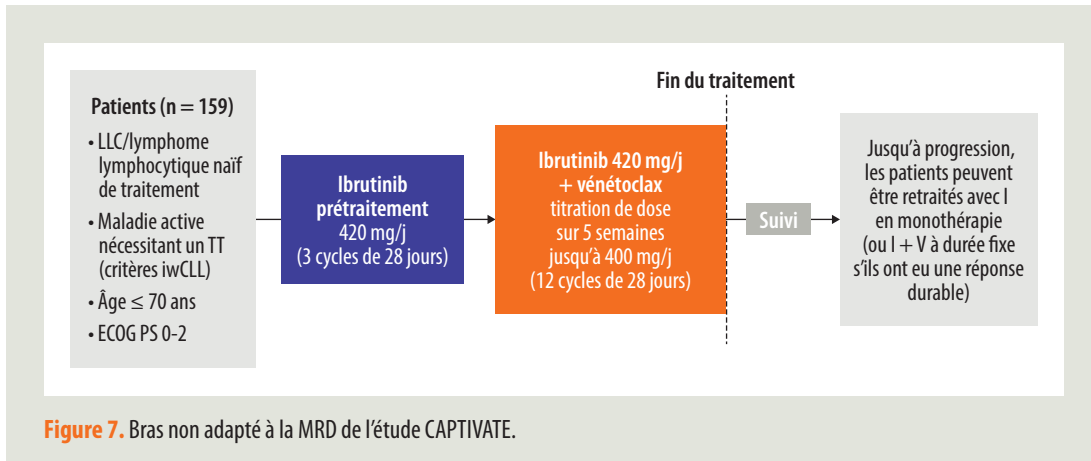 Patients (n = 159)
• LLC/lymphome
lymphocytique naïf
de traitement
• Maladie active
nécessitant un TT
(critères iwCLL)
• Âge ≤ 70 ans
• ECOG PS 0-2
Ibrutinib
prétraitement
420 mg/j
(3 cycles de 28 jours)
Ibrutinib 420 mg/j
+ vénétoclax
titration de dose
sur 5 semaines
jusqu’à 400 mg/j
(12 cycles de 28 jours)
Fin du traitement
Suivi
Jusqu’à progression,
les patients peuvent
être retraités avec I
en monothérapie
(ou I + V à durée fixe
s’ils ont eu une réponse
durable)
Figure 7. Bras non adapté à la MRD de l’étude CAPTIVATE.